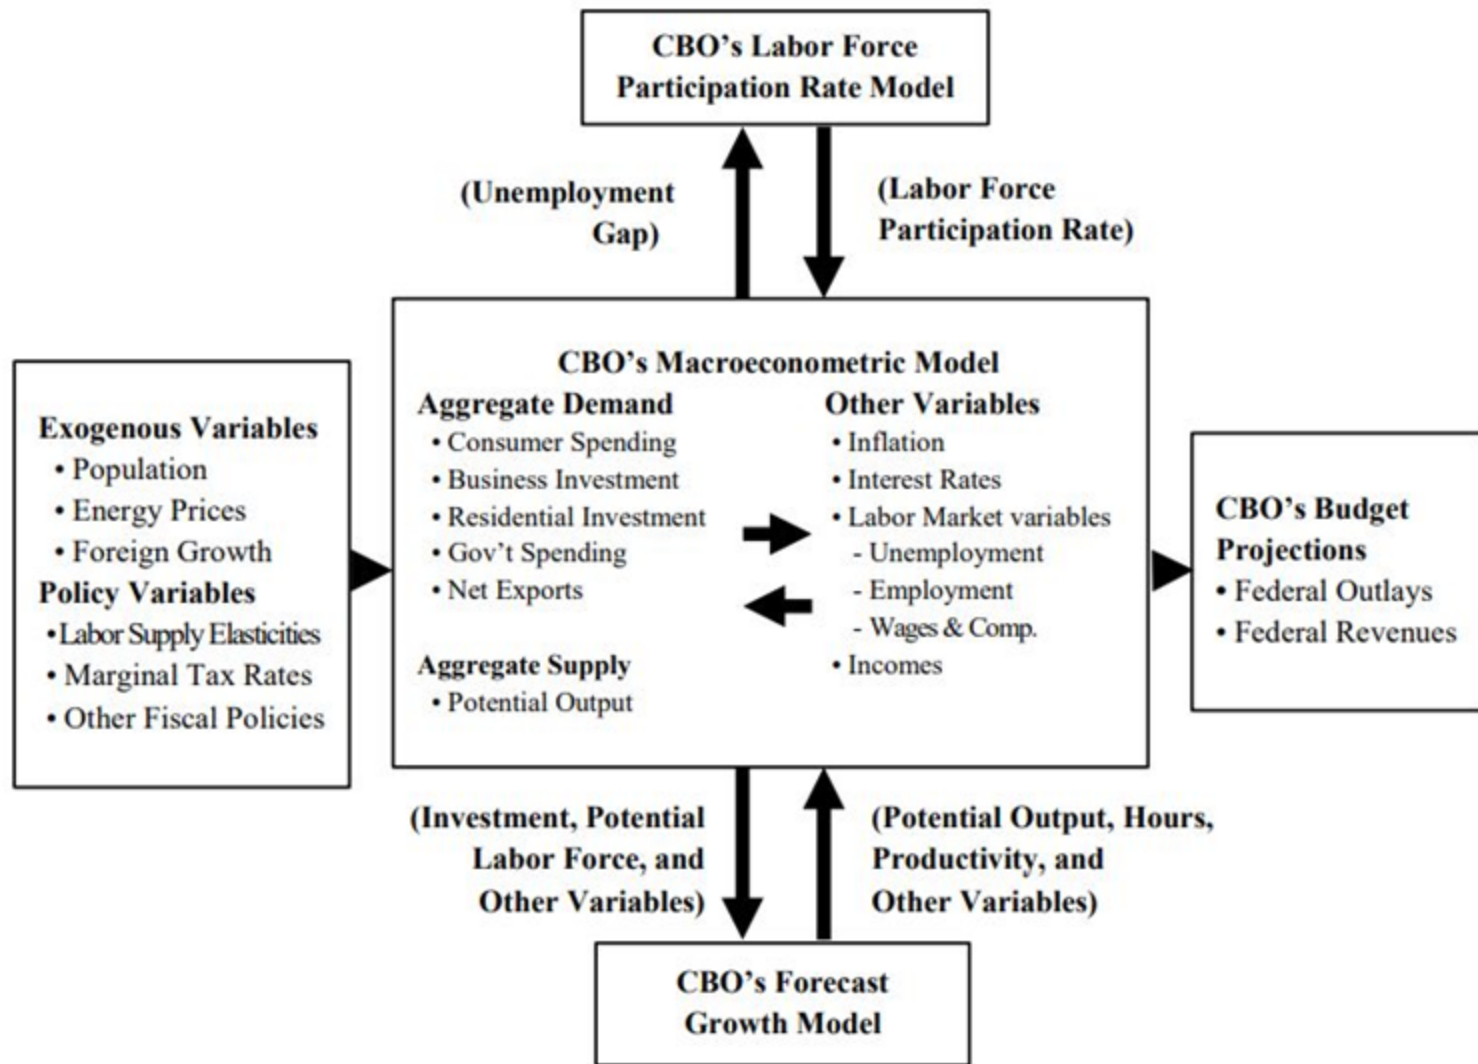 CBO’s Labor Force
Participation Rate Model
(Unemployment
Gap)
(Labor Force
Participation Rate)
Exogenous Variables
• Population
• Energy Prices
• Foreign Growth
Policy Variables
•Labor Supply Elasticities
• Marginal Tax Rates
• Other Fiscal Policies
CBO’s Macroeconometric Model
Aggregate Demand
• Consumer Spending
• Business Investment
• Residential Investment
• Gov’t Spending
• Net Exports
Aggregate Supply
• Potential Output
Other Variables
• Inflation
• Interest Rates
• Labor Market variables
- Unemployment
- Employment
- Wages & Comp.
• Incomes
CBO’s Budget
Projections
• Federal Outlays
• Federal Revenues
(Investment, Potential
Labor Force, and
Other Variables)
(Potential Output, Hours,
Productivity, and
Other Variables)
CBO’s Forecast
Growth Model